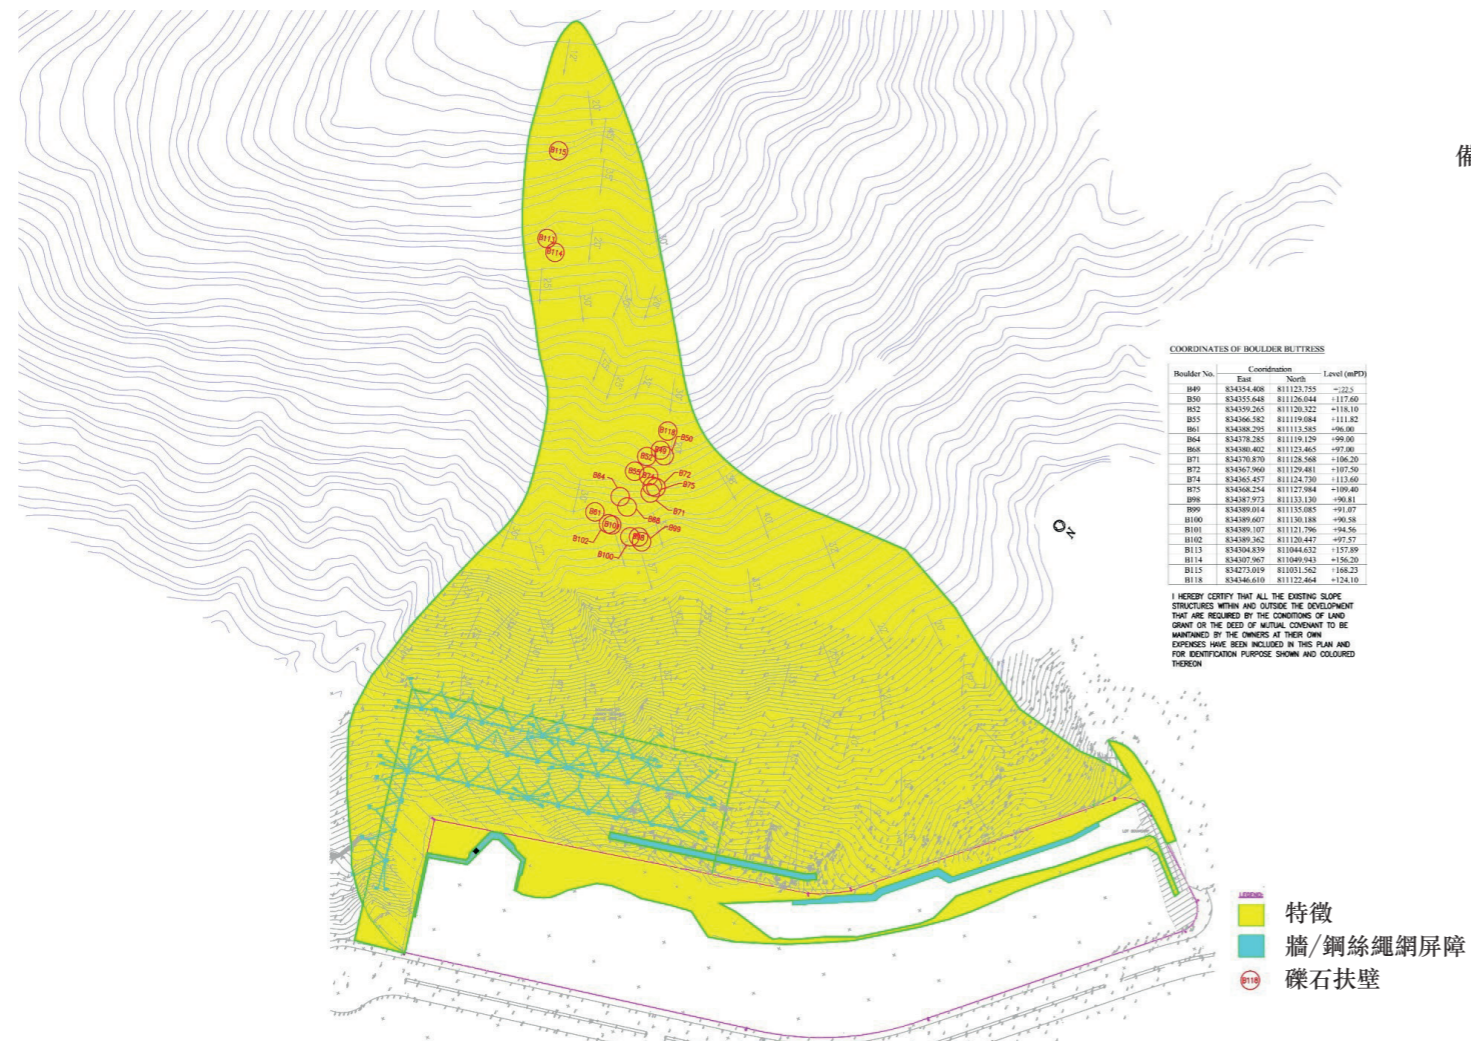 備
B115
B113
B114
B118
B50
B49
B52
B55
B72
B74
B75
B64
B71
B61
B68
B101
B99
B102
B98
B100
N
COORDINATES OF BOULDER BUTTRESS
Boulder No. Cooridnation Level (mPD)
East North
B49 834354.408 811123.755 +122.5
B50 834355.648 811126.044 +117.60
B52 834359.265 811120.322 +118.10
B55 834366.582 811119.084 +111.82
B61 834388.295 811113.585 +96.00
B64 834378.285 811119.129 +99.00
B68 834380.402 811123.465 +97.00
B71 834370.870 811128.568 +106.20
B72 834367.960 811129.481 +107.50
B74 834365.457 811124.730 +113.60
B75 834368.254 811127.984 +109.40
B98 834387.973 811133.130 +90.81
B99 834389.014 811135.085 +91.07
B100 834389.607 811130.188 +90.58
B101 834389.107 811121.796 +94.56
B102 834389.362 811120.447 +97.57
B113 834304.839 811044.632 +157.89
B114 834307.967 811049.943 +156.20
B115 834273.019 811031.562 +168.23
B118 834346.610 811122.464 +124.10
I HEREBY CERTIFY THAT ALL THE EXISTING SLOPE
STRUCTURES WITHIN AND OUTSIDE THE DEVELOPMENT
THAT ARE REQUIRED BY THE CONDITIONS OF LAND
GRANT OR THE DEED OF MUTUAL COVENANT TO BE
MAINTAINED BY THE OWNERS AT THEIR OWN
EXPENSES HAVE BEEN INCLUDED IN THIS PLAN AND
FOR IDENTIFICATION PURPOSE SHOWN AND COLOURED
THEREON
LEGEND:
特徵
牆/鋼絲繩網屏障
B118 礫石扶壁